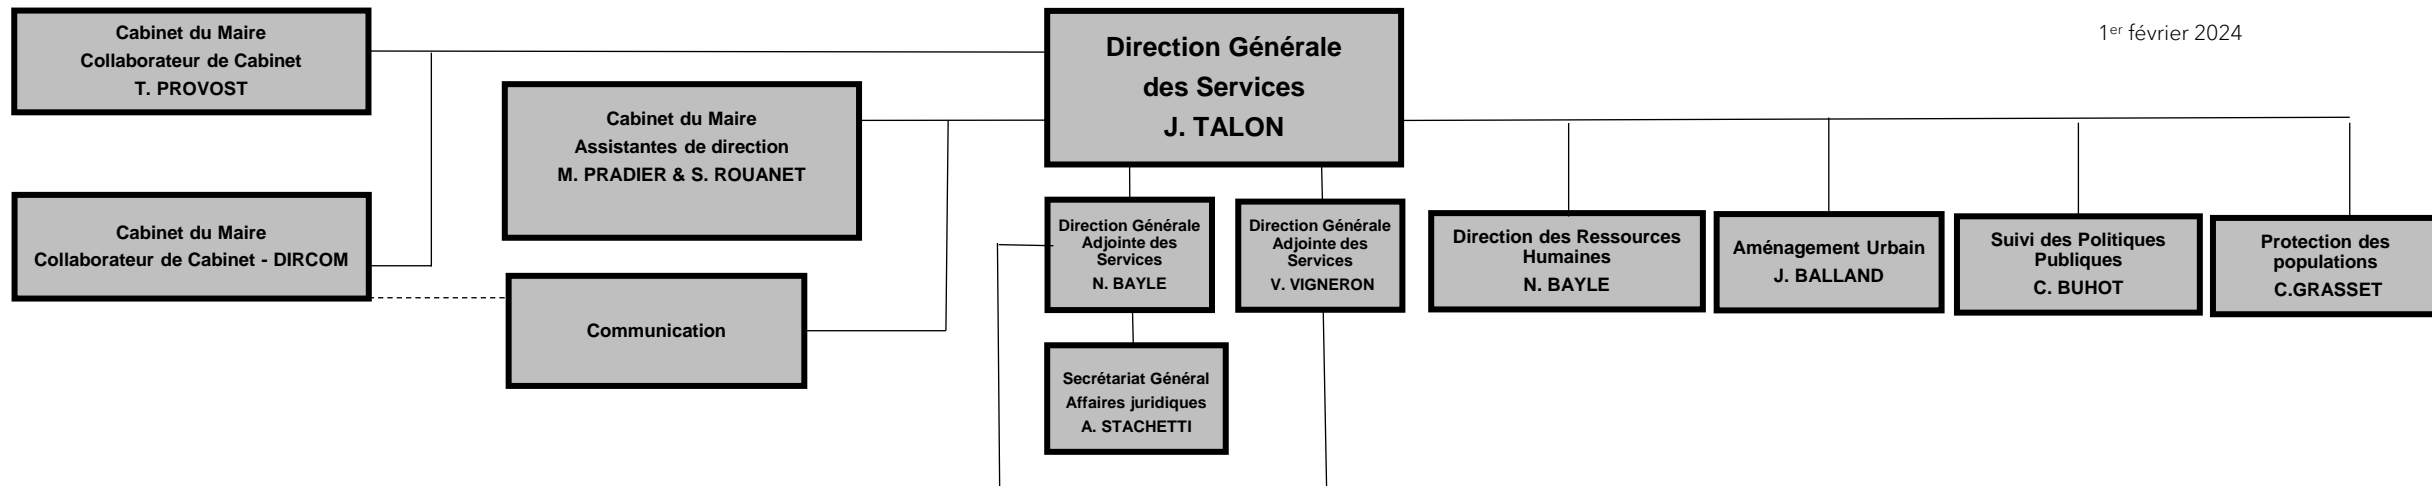 Cabinet du Maire
Collaborateur de Cabinet
T. PROVOST
Direction Générale
des Services
J. TALON
1er février 2024
Cabinet du Maire
Assistantes de direction
M. PRADIER & S. ROUANET
Cabinet du Maire
Collaborateur de Cabinet - DIRCOM
Communication
Direction Générale
Adjointe des
Services
N. BAYLE
Direction Générale
Adjointe des
Services
V. VIGNERON
Direction des Ressources
Humaines
N. BAYLE
Aménagement Urbain
J. BALLAND
Suivi des Politiques
Publiques
C. BUHOT
Protection des
populations
C.GRASSET
Secrétariat Général
Affaires juridiques
A. STACHETTI